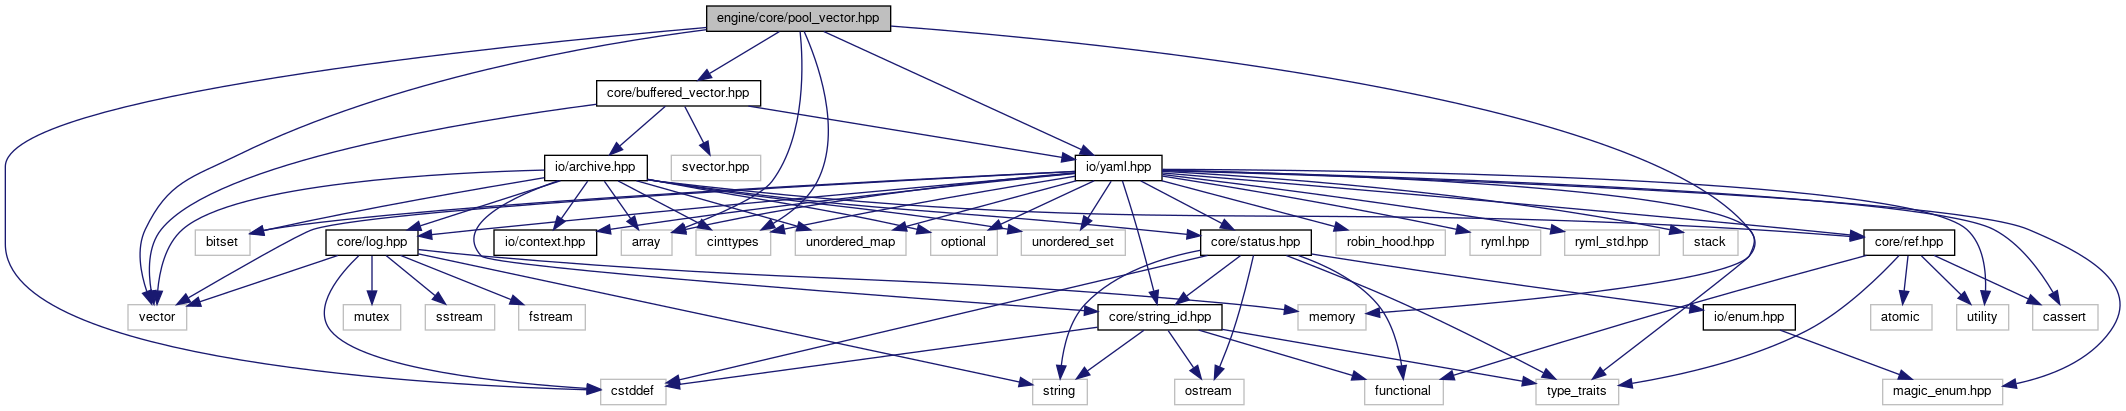 engine/core/pool_vector.hpp
core/buffered_vector.hpp
io/archive.hpp
svector.hpp
io/yaml.hpp
bitset
core/log.hpp
io/context.hpp
array
cinttypes
unordered_map
optional
unordered_set
core/status.hpp
robin_hood.hpp
ryml.hpp
ryml_std.hpp
stack
core/ref.hpp
vector
mutex
sstream
fstream
memory
core/string_id.hpp
io/enum.hpp
atomic
utility
cassert
cstddef
string
ostream
functional
type_traits
magic_enum.hpp